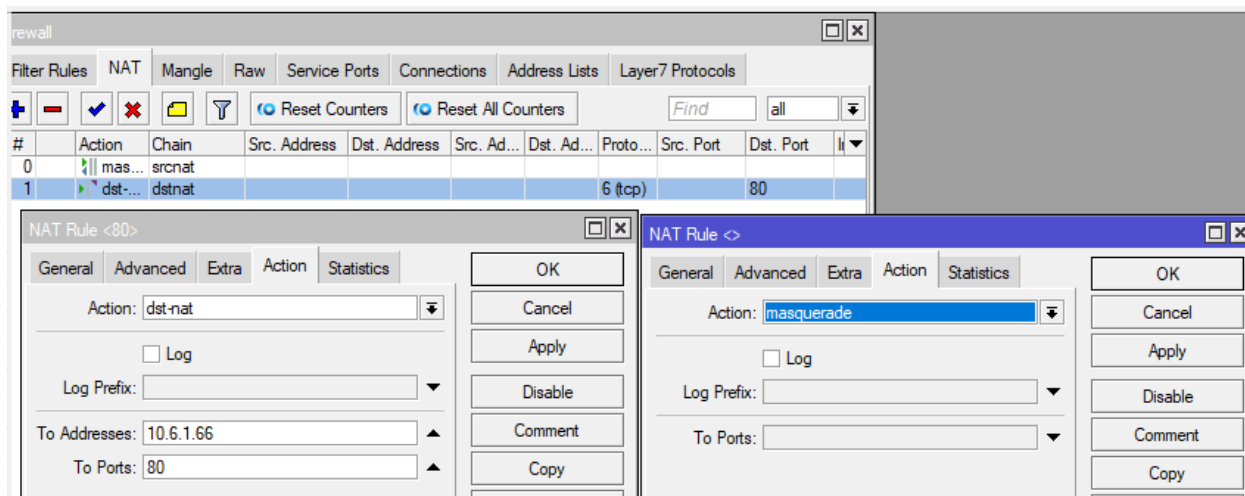 rewall
Filter Rules NAT Mangle Raw Service Ports Connections Address Lists Layer7 Protocols
Reset Counters Reset All Counters Find all
# Action Chain Src. Address Dst. Address Src. Ad... Dst. Ad... Proto... Src. Port Dst. Port
0 mas... srcnat
1 dst-... dstnat 6 (tcp) 80
NAT Rule <80>
General Advanced Extra Action Statistics
Action: dst-nat
Log
Log Prefix:
To Addresses: 10.6.1.66
To Ports: 80
OK
Cancel
Apply
Disable
Comment
Copy
NAT Rule <>
General Advanced Extra Action Statistics
Action: masquerade
Log
Log Prefix:
To Ports:
OK
Cancel
Apply
Disable
Comment
Copy